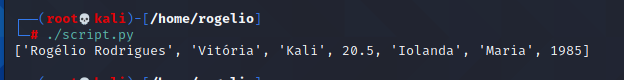 ┌──(root💀kali)-[/home/rogelio]
└─# ./script.py
['Rogélio Rodrigues', 'Vitória', 'Kali', 20.5, 'Iolanda', 'Maria', 1985]